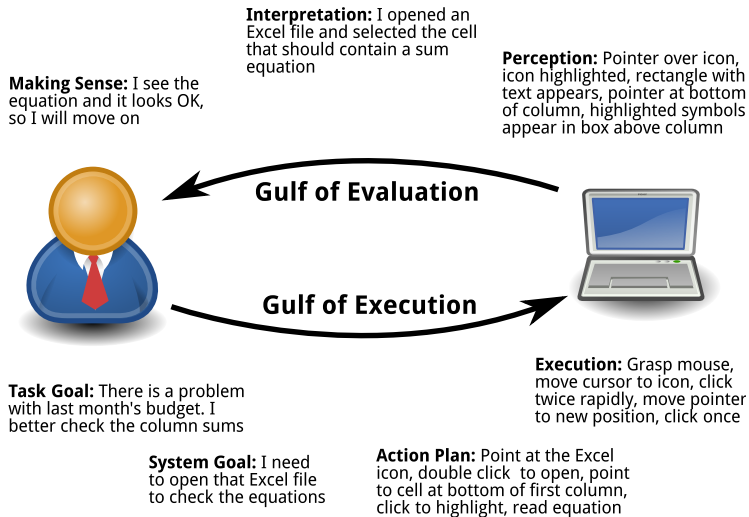 Interpretation: I opened an
Excel file and selected the cell
that should contain a sum
equation
Perception: Pointer over icon,
icon highlighted, rectangle with
text appears, pointer at bottom
of column, highlighted symbols
appear in box above column
Making Sense: I see the
equation and it looks OK,
so I will move on
Gulf of Evaluation
Gulf of Execution
Task Goal: There is a problem
with last month's budget. I
better check the column sums
System Goal: I need
to open that Excel file
to check the equations
Action Plan: Point at the Excel
icon, double click  to open, point
to cell at bottom of first column,
click to highlight, read equation
Execution: Grasp mouse,
move cursor to icon, click
twice rapidly, move pointer
to new position, click once